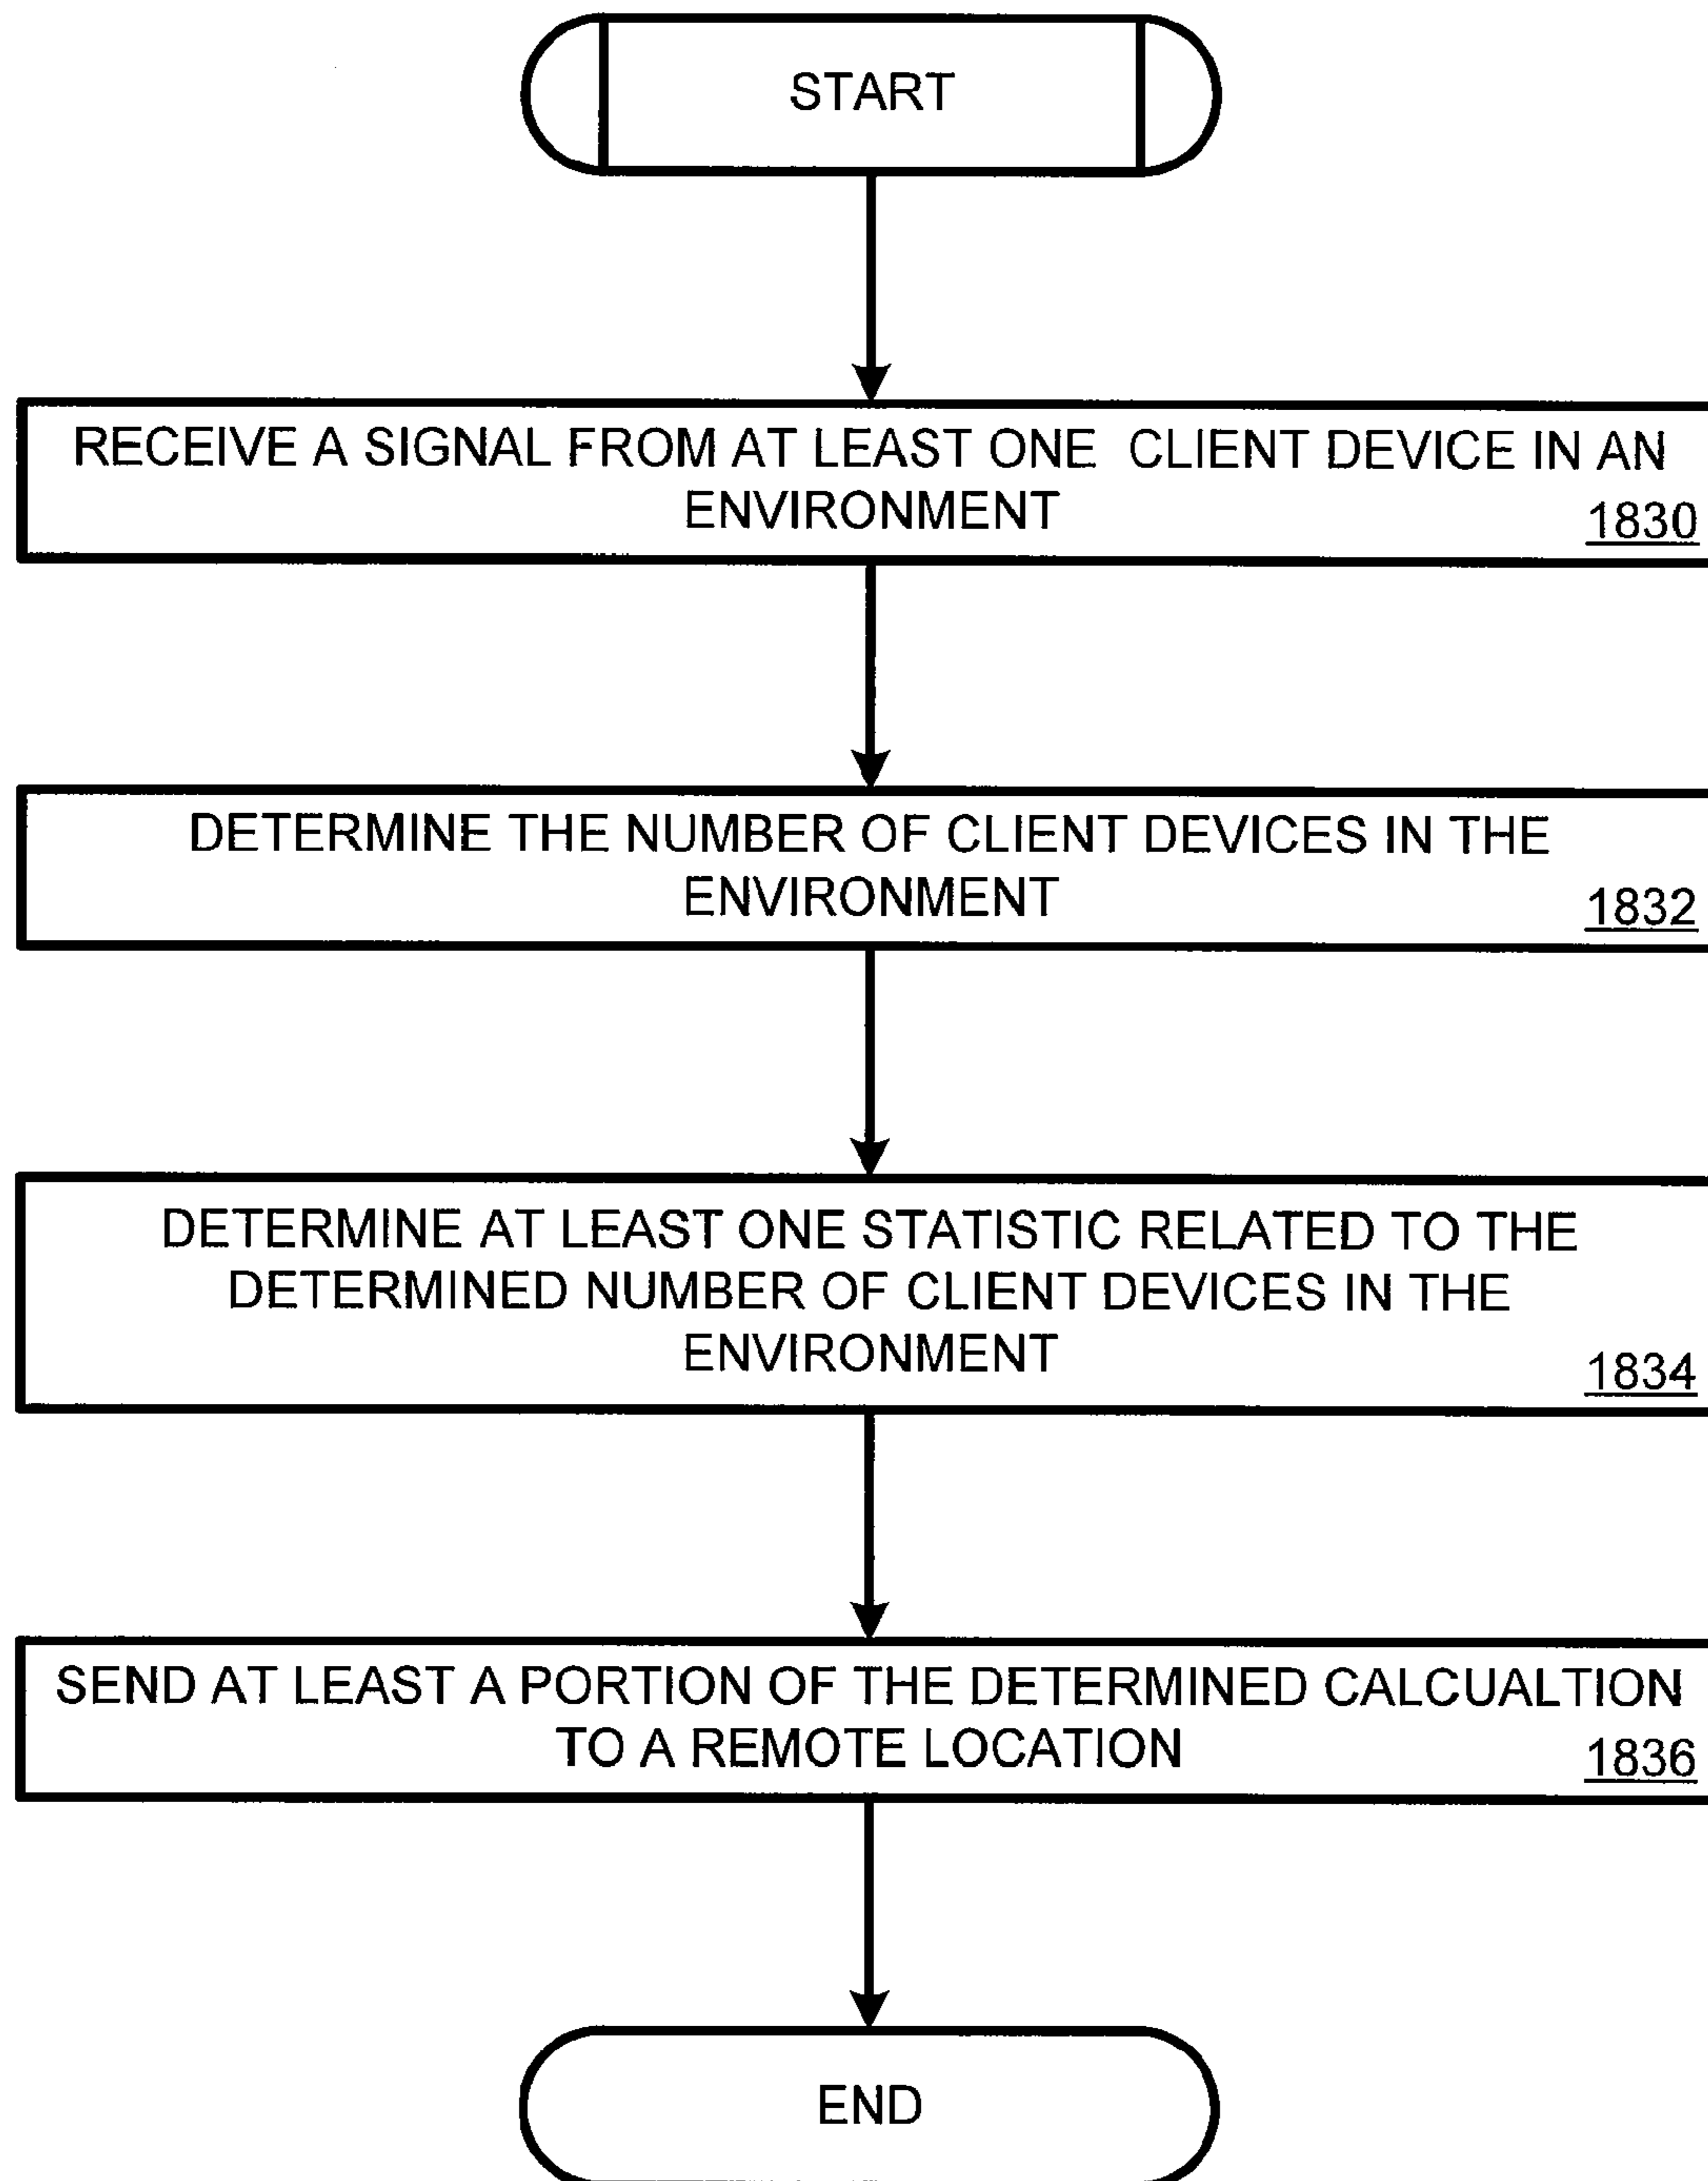 START
RECEIVE A SIGNAL FROM AT LEAST ONE CLIENT DEVICE IN AN
ENVIRONMENT
1830
DETERMINE THE NUMBER OF CLIENT DEVICES IN THE
ENVIRONMENT
1832
DETERMINE AT LEAST ONE STATISTIC RELATED TO THE
DETERMINED NUMBER OF CLIENT DEVICES IN THE
ENVIRONMENT
1834
SEND AT LEAST A PORTION OF THE DETERMINED CALCUALTION
TO A REMOTE LOCATION
1836
END